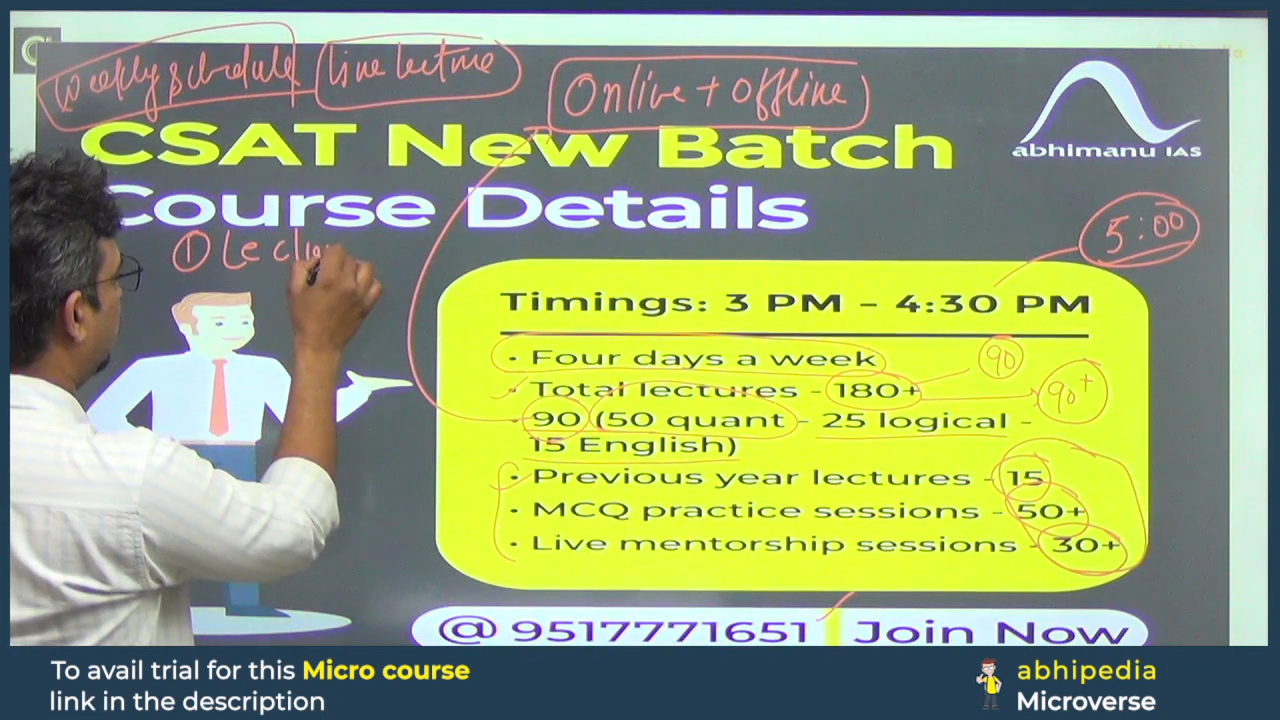 Weekly schedule live lecture
Online + offline
CSAT New Batch
abhimanu IAS
Course Details
① Lectu
5:00
Timings: 3 PM – 4:30 PM
• Four days a week
90
• Total lectures - 180+
90+
• 90 (50 quant - 25 logical -
15 English)
• Previous year lectures - 15
• MCQ practice sessions - 50+
• Live mentorship sessions - 30+
@ 9517771651 Join Now
To avail trial for this Micro course
link in the description
abhipedia
Microverse